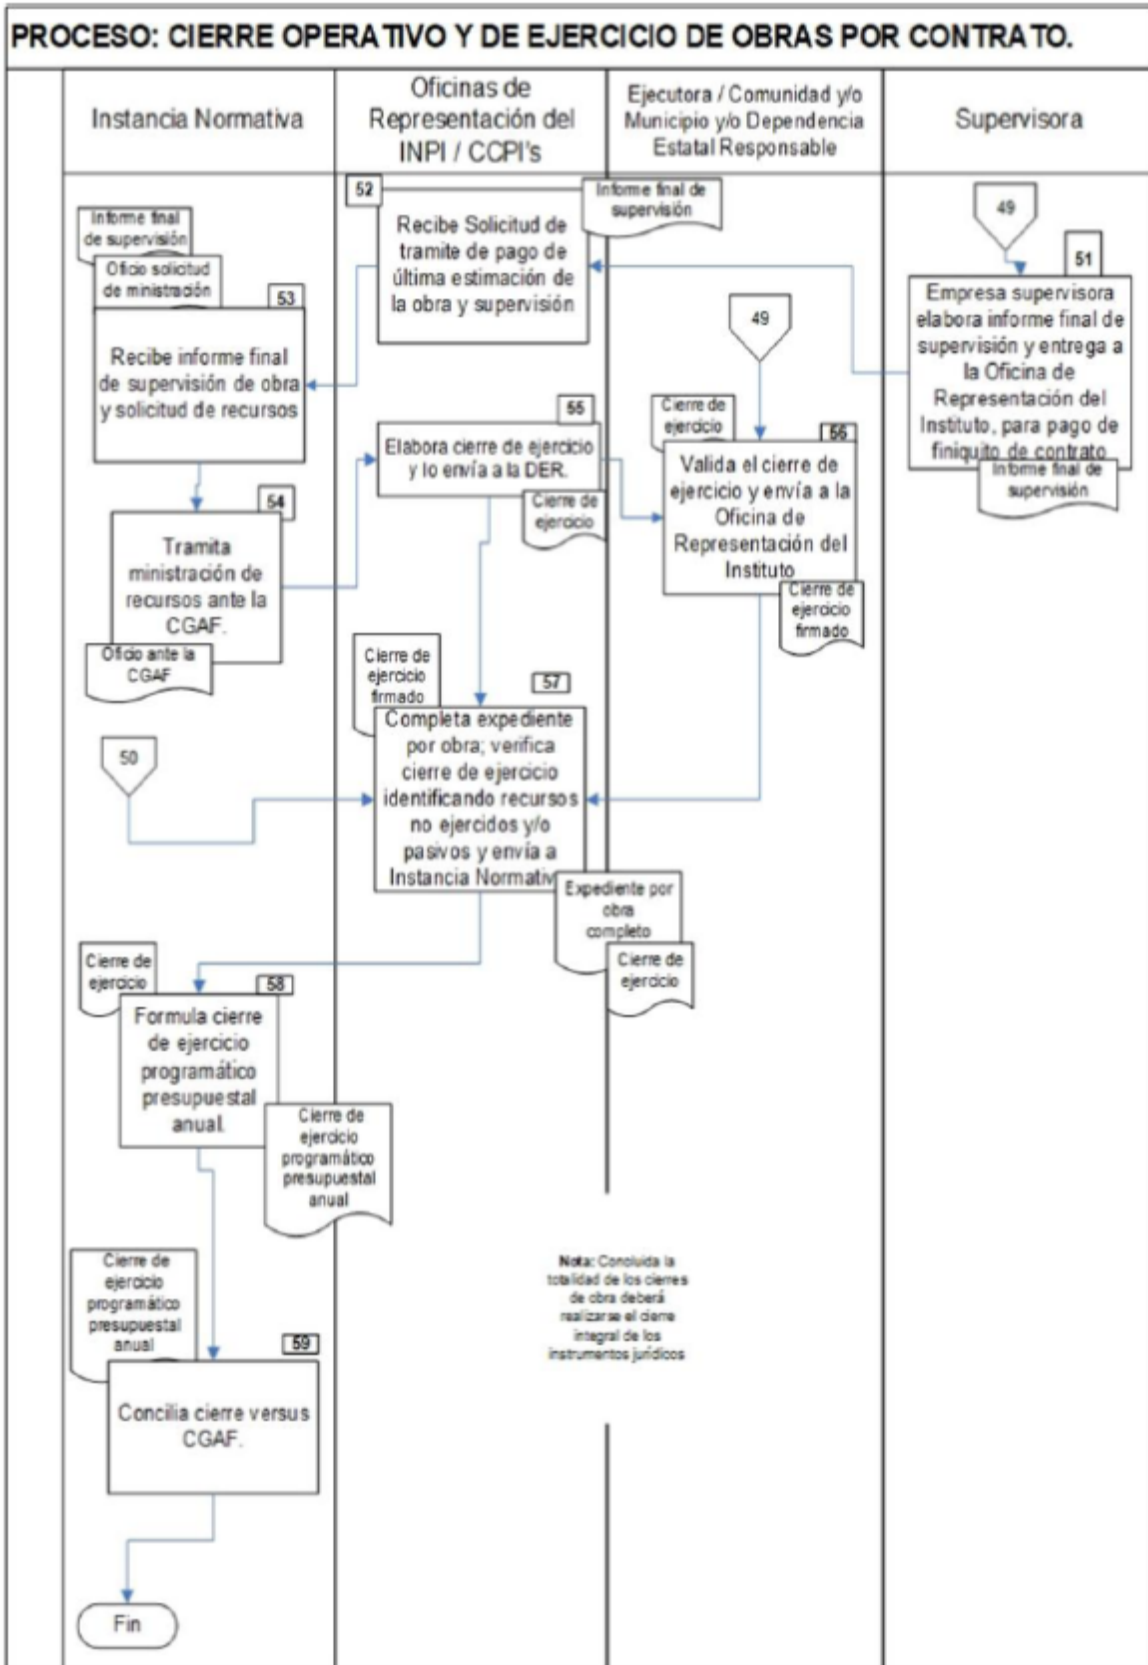 PROCESO: CIERRE OPERATIVO Y DE EJERCICIO DE OBRAS POR CONTRATO.
Instancia Normativa
Oficinas de
Representación del
INPI / CCPI's
Ejecutora / Comunidad y/o
Municipio y/o Dependencia
Estatal Responsable
Supervisora
49
51
Empresa supervisora
elabora informe final de
supervisión y entrega a
la Oficina de
Representación del
Instituto, para pago de
finiquito de contrato
Informe final de
supervisión
52
Informe final de
supervisión
Recibe Solicitud de
tramite de pago de
última estimación de
la obra y supervisión
Informe final
de supervisión
Oficio solicitud
de ministración
53
Recibe informe final
de supervisión de obra
y solicitud de recursos
54
Tramita
ministración de
recursos ante la
CGAF.
Oficio ante la
CGAF
55
Elabora cierre de ejercicio
y lo envía a la DER.
Cierre de
ejercicio
49
Cierre de
ejercicio
56
Valida el cierre de
ejercicio y envía a la
Oficina de
Representación del
Instituto
Cierre de
ejercicio
firmado
50
Cierre de
ejercicio
firmado
57
Completa expediente
por obra; verifica
cierre de ejercicio
identificando recursos
no ejercidos y/o
pasivos y envía a
Instancia Normativ
Expediente por
obra
completo
Cierre de
ejercicio
Cierre de
ejercicio
58
Formula cierre
de ejercicio
programático
presupuestal
anual.
Cierre de
ejercicio
programático
presupuestal
anual
Nota: Concluida la
totalidad de los cierres
de obra deberá
realizarse el cierre
integral de los
instrumentos jurídicos
Cierre de
ejercicio
programático
presupuestal
anual
59
Concilia cierre versus
CGAF.
Fin